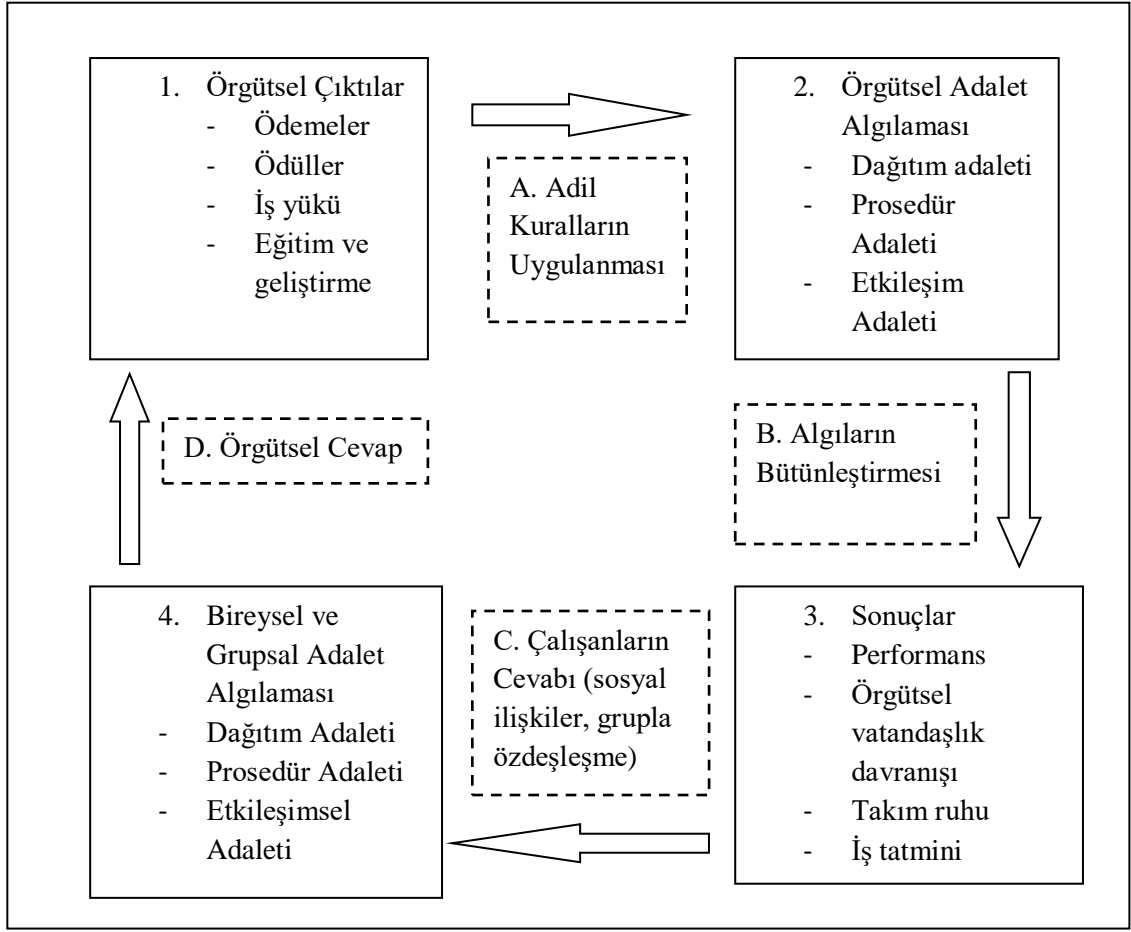 1. Örgütsel Çıktılar
- Ödemeler
- Ödüller
- İş yükü
- Eğitim ve
geliştirme
A. Adil
Kuralların
Uygulanması
2. Örgütsel Adalet
Algılaması
- Dağıtım adaleti
- Prosedür
Adaleti
- Etkileşim
Adaleti
D. Örgütsel Cevap
B. Algıların
Bütünleştirmesi
4. Bireysel ve
Grupsal Adalet
Algılaması
- Dağıtım Adaleti
- Prosedür Adaleti
- Etkileşimsel
Adaleti
C. Çalışanların
Cevabı (sosyal
ilişkiler, grupla
özdeşleşme)
3. Sonuçlar
- Performans
- Örgütsel
vatandaşlık
davranışı
- Takım ruhu
- İş tatmini